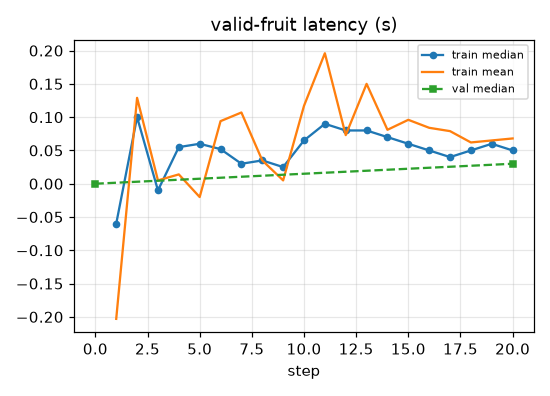 valid-fruit latency (s)
train median
train mean
val median
0.20
0.15
0.10
0.05
0.00
−0.05
−0.10
−0.15
−0.20
0.0 2.5 5.0 7.5 10.0 12.5 15.0 17.5 20.0
step